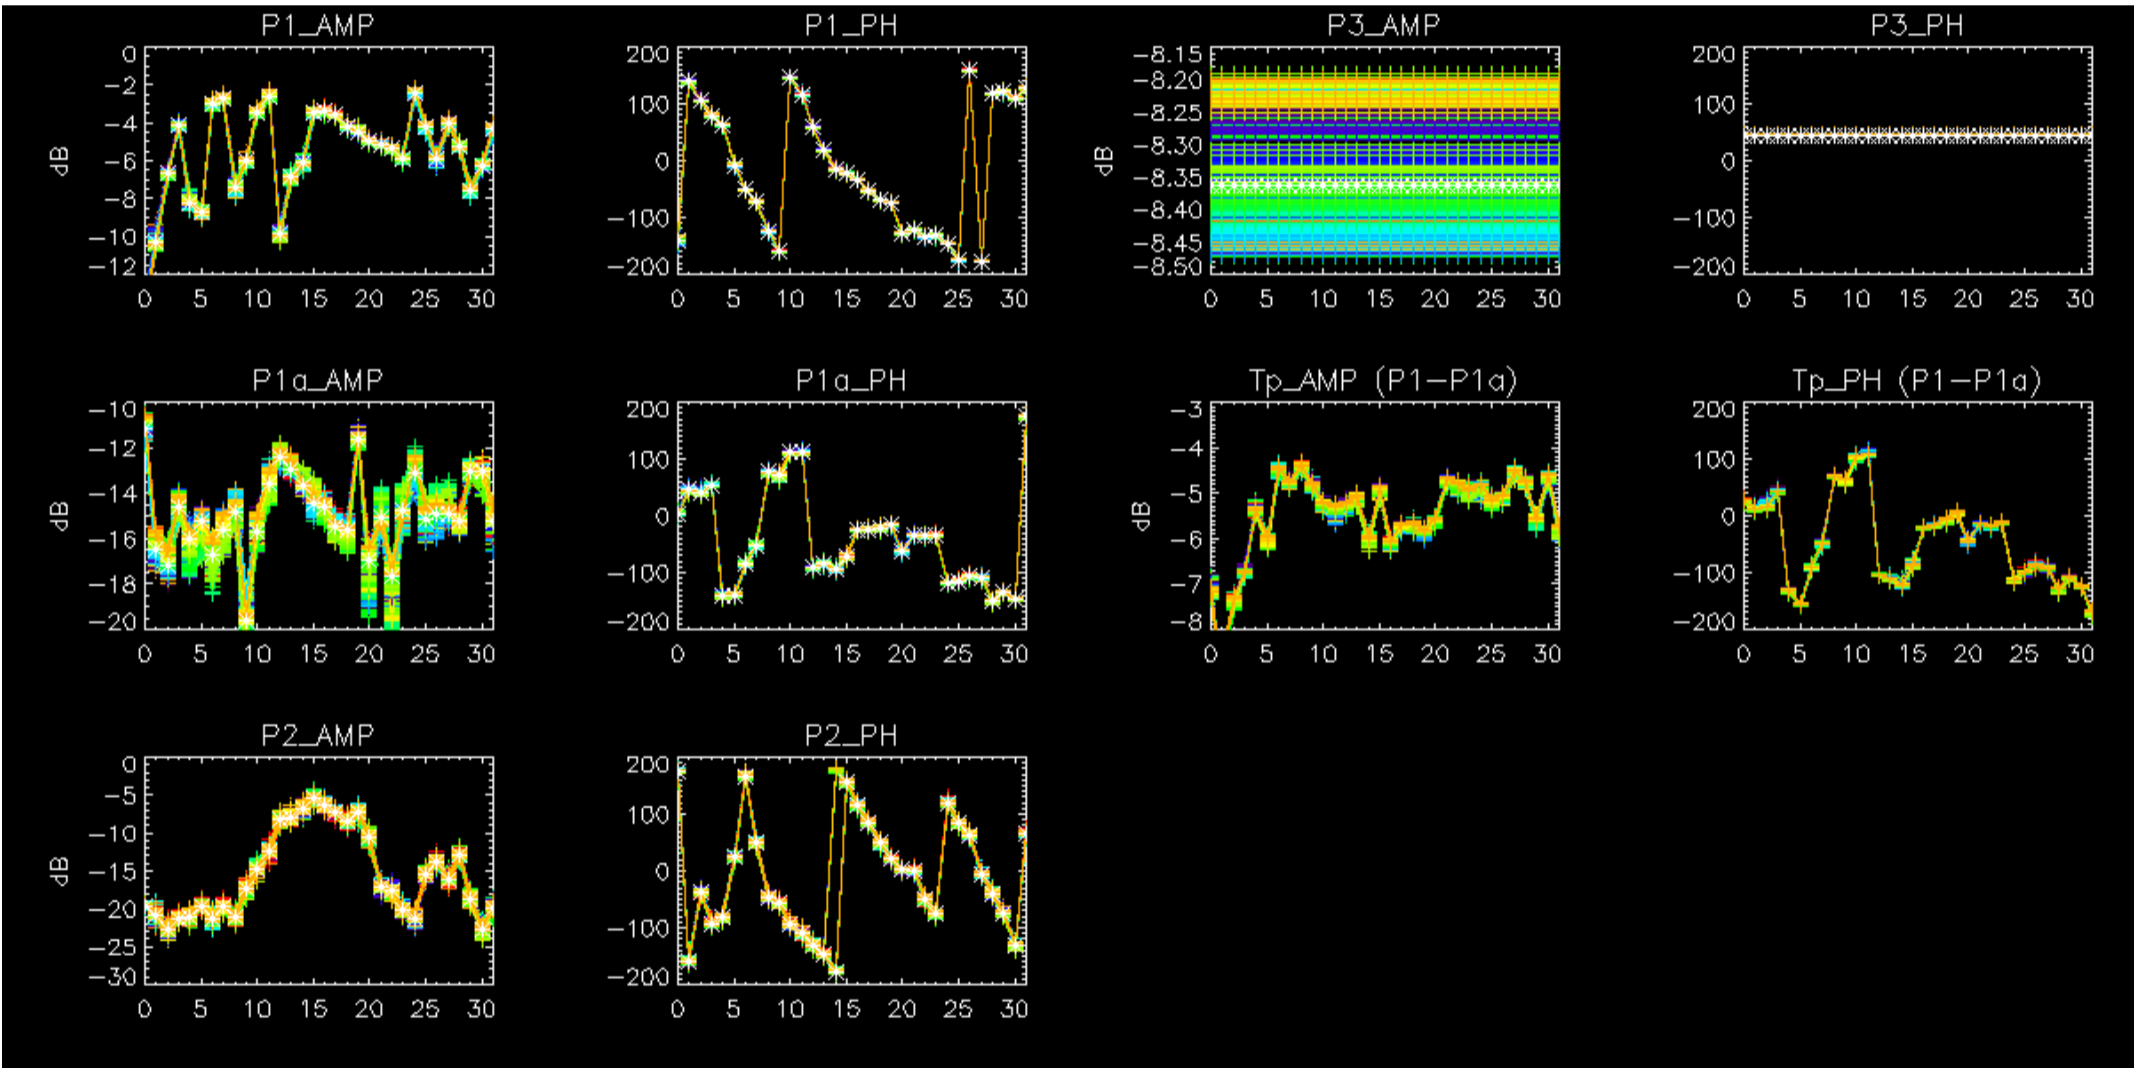 P1_AMP P1_PH P3_AMP P3_PH
0 200 -8.15 200
-2 100 -8.20 100
-4 0 -8.25 0
-6 -100 -8.30 -100
-8 -200 -8.35 -200
-10 -8.40
-12 -8.45
-8.50
dB dB
0 5 10 15 20 25 30 0 5 10 15 20 25 30 0 5 10 15 20 25 30 0 5 10 15 20 25 30
P1a_AMP P1a_PH Tp_AMP (P1-P1a) Tp_PH (P1-P1a)
-10 200 -3 200
-12 100 -4 100
-14 0 -5 0
-16 -100 -6 -100
-18 -200 -7 -200
-20 -8
dB dB
0 5 10 15 20 25 30 0 5 10 15 20 25 30 0 5 10 15 20 25 30 0 5 10 15 20 25 30
P2_AMP P2_PH
0 200
-5 100
-10 0
-15 -100
-20 -200
-25
-30
dB
0 5 10 15 20 25 30 0 5 10 15 20 25 30